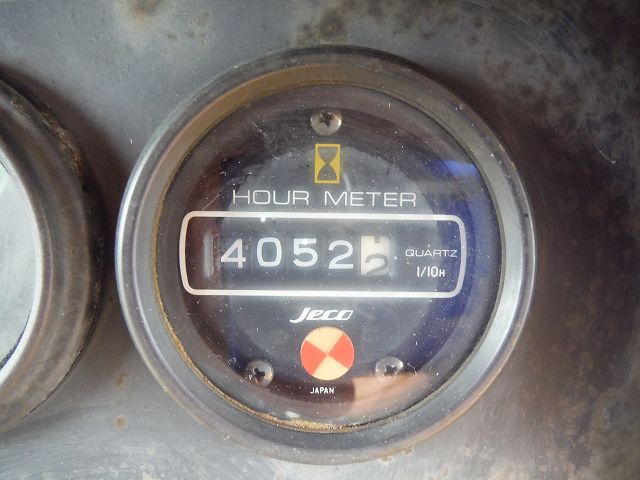 HOUR METER
40522
QUARTZ
1/10H
Jeco
JAPAN